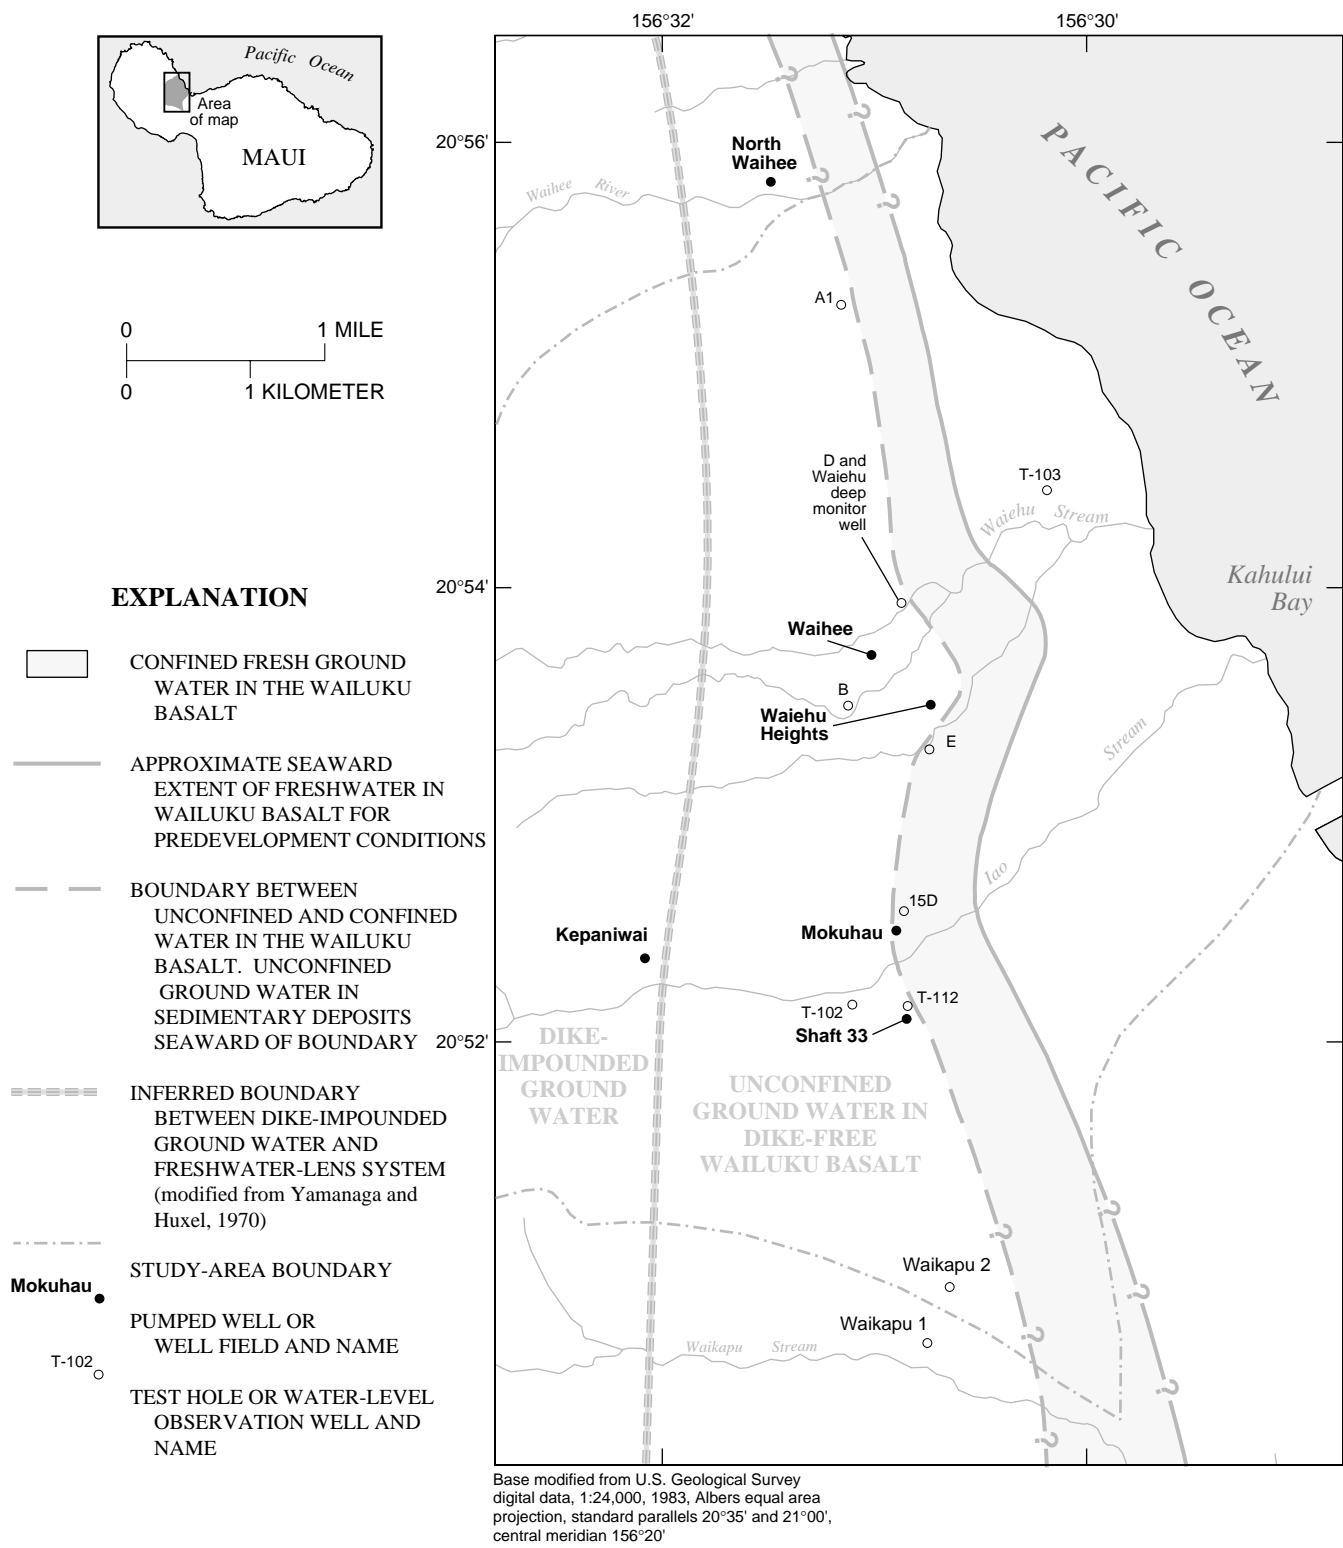 156°32'
156°30'
Pacific Ocean
Area
of map
MAUI
0
1 MILE
0
1 KILOMETER
20°56'
20°54'
20°52'
North
Waihee
Waihee River
PACIFIC OCEAN
A1
D and
Waiehu
deep
monitor
well
T-103
Waiehu Stream
Kahului
Bay
Waihee
B
Waiehu
Heights
E
Iao Stream
15D
Mokuhau
Kepaniwai
T-102
T-112
Shaft 33
DIKE-
IMPOUNDED
GROUND
WATER
UNCONFINED
GROUND WATER IN
DIKE-FREE
WAILUKU BASALT
Waikapu 2
Waikapu 1
Waikapu Stream
?
?
?
?
?
?
?
?
?
?
EXPLANATION
CONFINED FRESH GROUND
WATER IN THE WAILUKU
BASALT
APPROXIMATE SEAWARD
EXTENT OF FRESHWATER IN
WAILUKU BASALT FOR
PREDEVELOPMENT CONDITIONS
BOUNDARY BETWEEN
UNCONFINED AND CONFINED
WATER IN THE WAILUKU
BASALT. UNCONFINED
GROUND WATER IN
SEDIMENTARY DEPOSITS
SEAWARD OF BOUNDARY
INFERRED BOUNDARY
BETWEEN DIKE-IMPOUNDED
GROUND WATER AND
FRESHWATER-LENS SYSTEM
(modified from Yamanaga and
Huxel, 1970)
STUDY-AREA BOUNDARY
Mokuhau
PUMPED WELL OR
WELL FIELD AND NAME
T-102
TEST HOLE OR WATER-LEVEL
OBSERVATION WELL AND
NAME
Base modified from U.S. Geological Survey
digital data, 1:24,000, 1983, Albers equal area
projection, standard parallels 20°35' and 21°00',
central meridian 156°20'